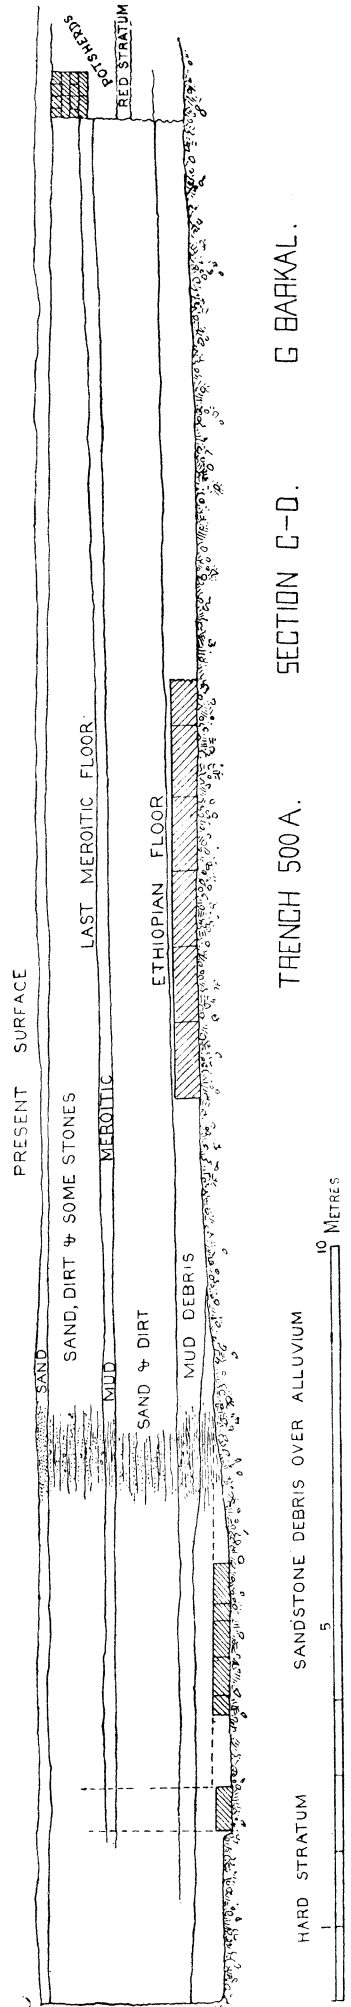 PRESENT SURFACE
SAND
SAND, DIRT & SOME STONES
LAST MEROITIC FLOOR.
POTSHERDS
MUD
MEROITIC
RED STRATUM
SAND & DIRT
ETHIOPIAN FLOOR
MUD DEBRIS
HARD STRATUM
SANDSTONE DEBRIS OVER ALLUVIUM
TRENCH 500 A. SECTION C-D. G BARKAL.
1 5 10 METRES